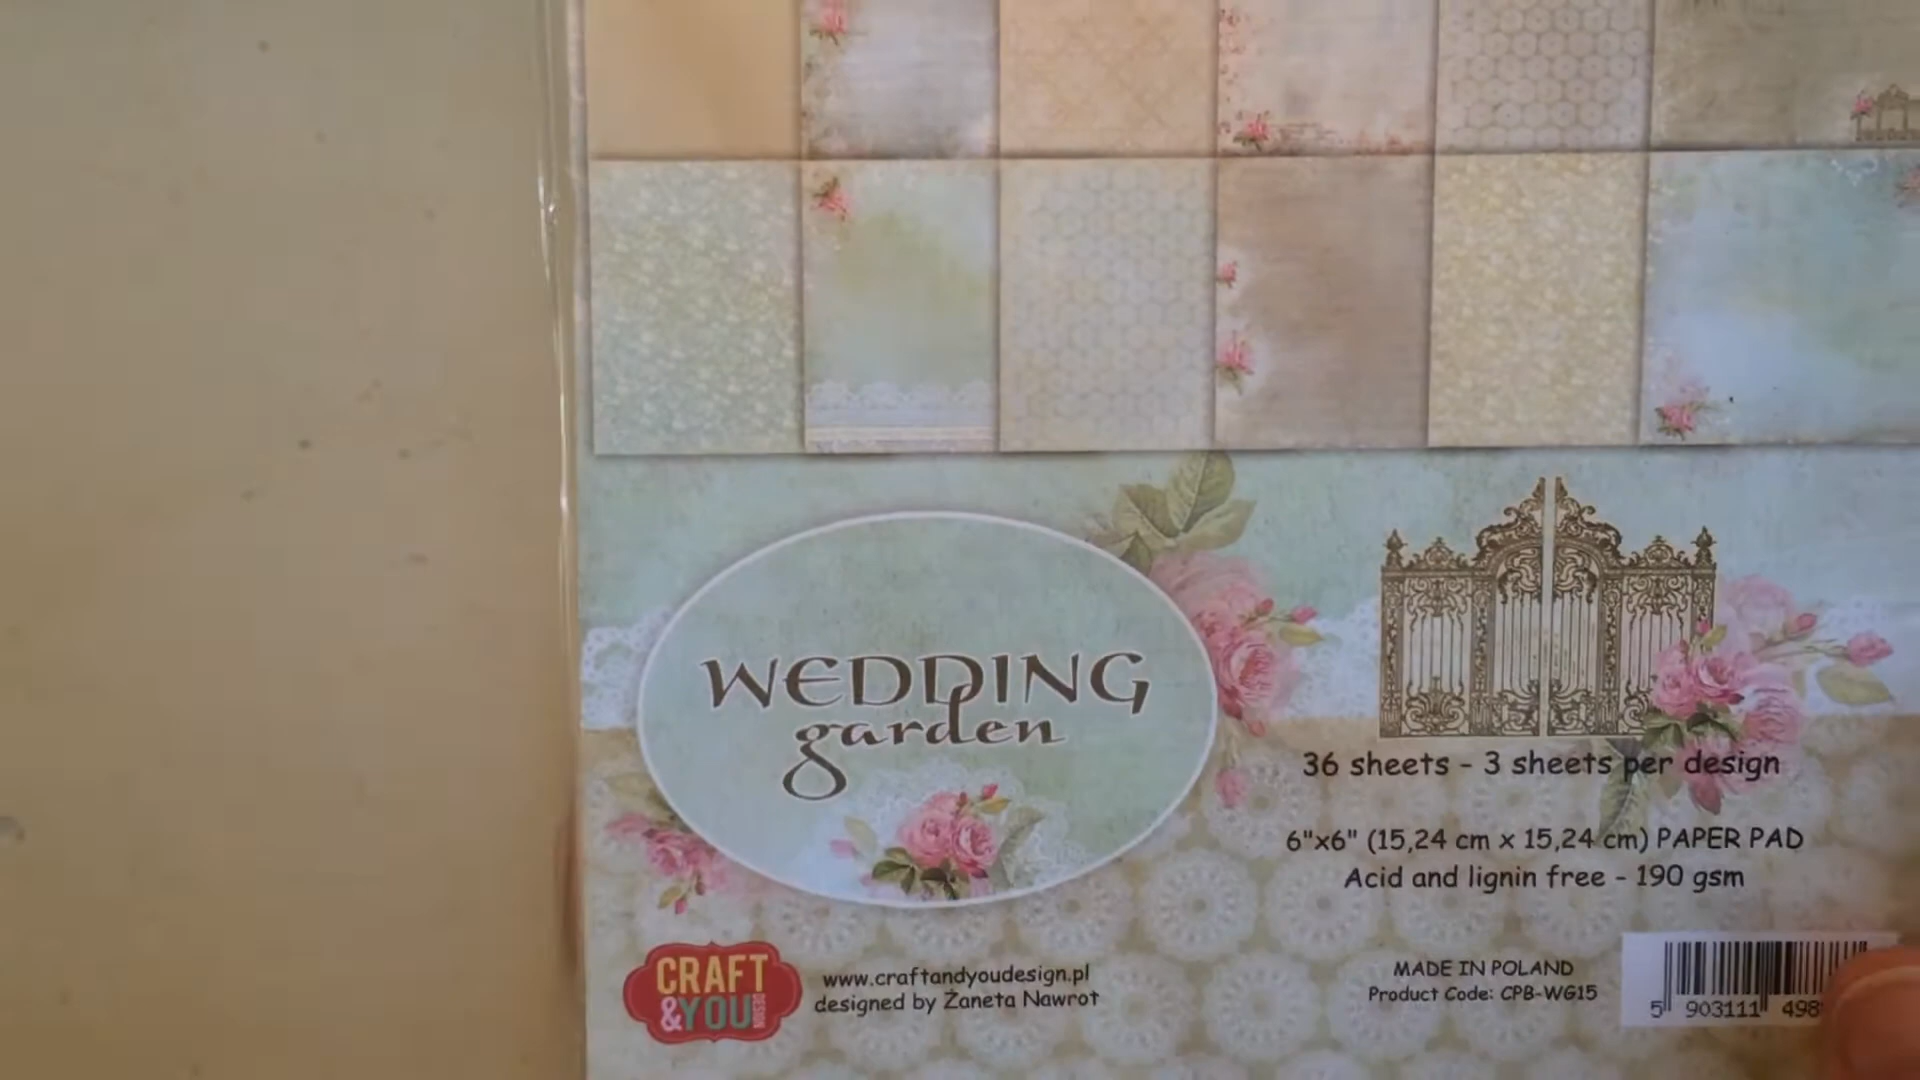 WEDDING
garden
36 sheets - 3 sheets per design
6"x6" (15,24 cm x 15,24 cm) PAPER PAD
Acid and lignin free - 190 gsm
CRAFT
&YOU
DESIGN
www.craftandyoudesign.pl
designed by Żaneta Nawrot
MADE IN POLAND
Product Code: CPB-WG15
5 903111 498